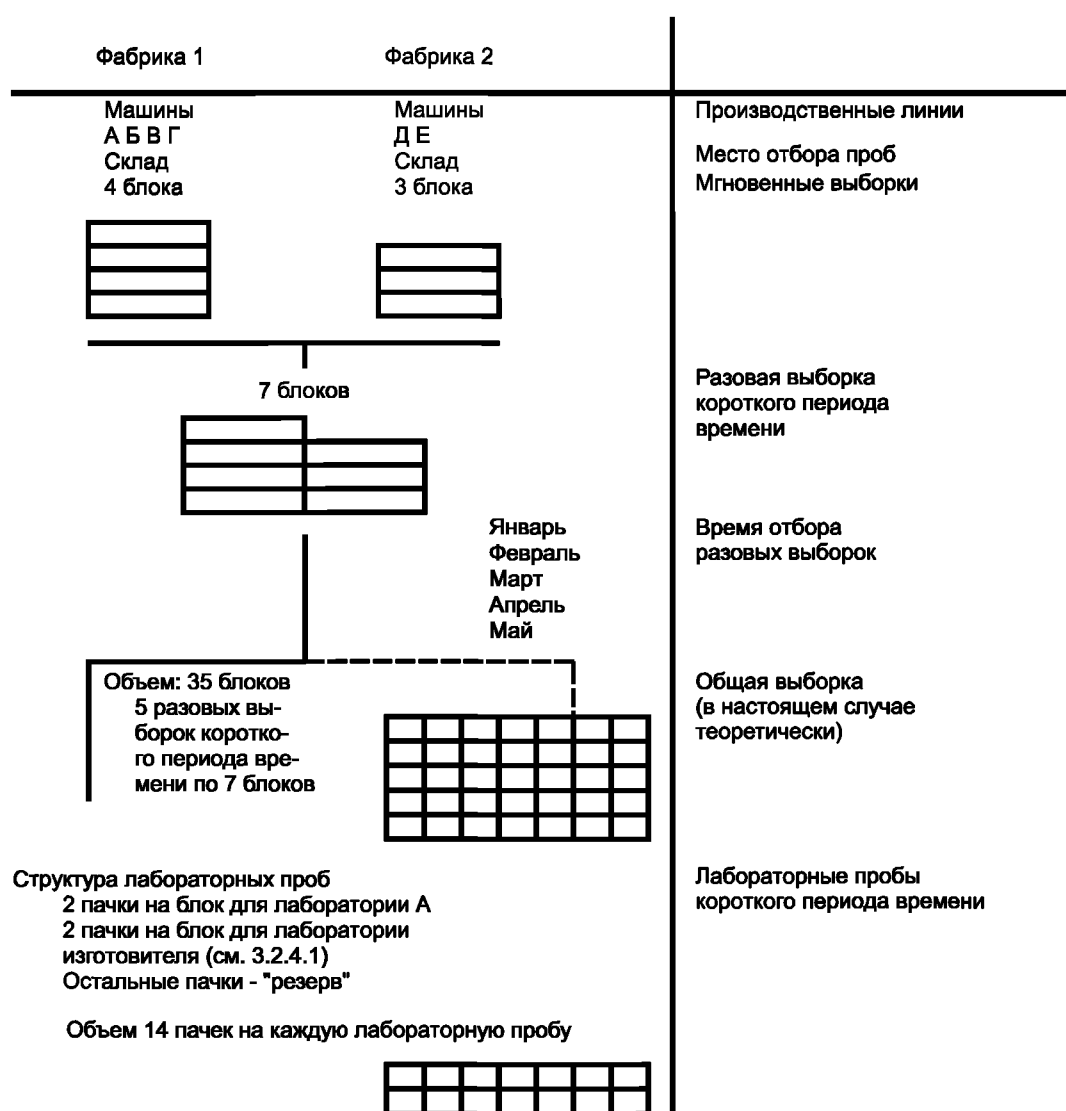 Фабрика 1
Фабрика 2
Машины
А Б В Г
Склад
4 блока
Машины
Д Е
Склад
3 блока
Производственные линии
Место отбора проб
Мгновенные выборки
7 блоков
Разовая выборка
короткого периода
времени
Январь
Февраль
Март
Апрель
Май
Время отбора
разовых выборок
Объем: 35 блоков
5 разовых вы-
борок коротко-
го периода вре-
мени по 7 блоков
Общая выборка
(в настоящем случае
теоретически)
Структура лабораторных проб
2 пачки на блок для лаборатории А
2 пачки на блок для лаборатории
изготовителя (см. 3.2.4.1)
Остальные пачки - "резерв"
Лабораторные пробы
короткого периода времени
Объем 14 пачек на каждую лабораторную пробу